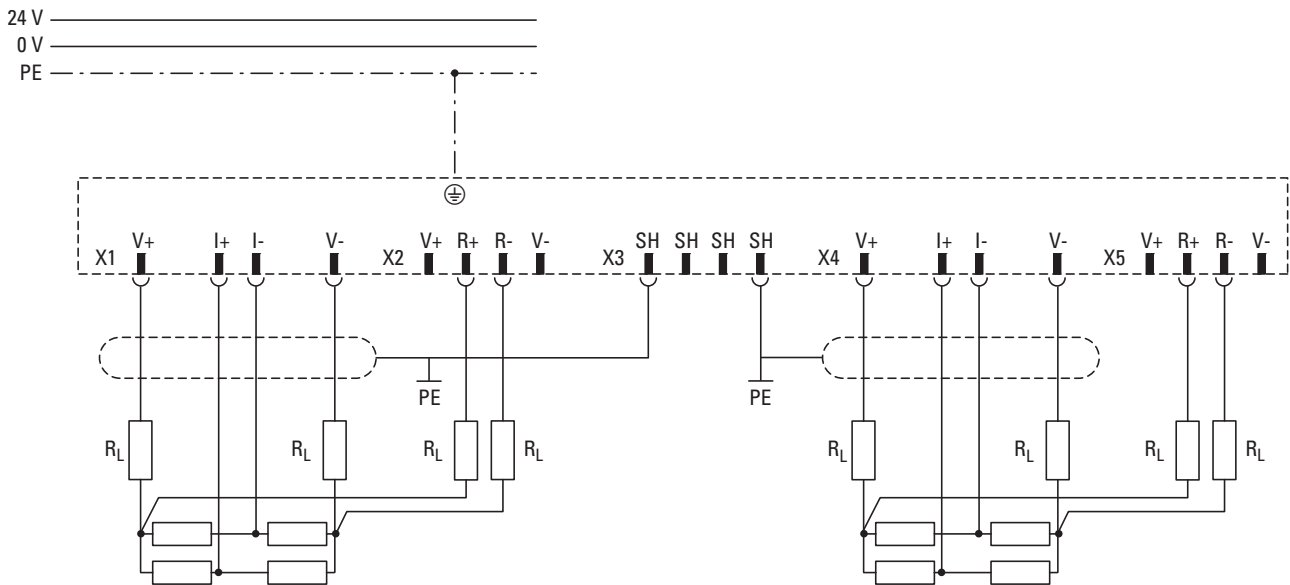 24 V
0 V
PE
X1 V+ I+ I- V- X2 V+ R+ R- V- X3 SH SH SH SH X4 V+ I+ I- V- X5 V+ R+ R- V-
PE PE
RL RL RL RL RL RL RL RL